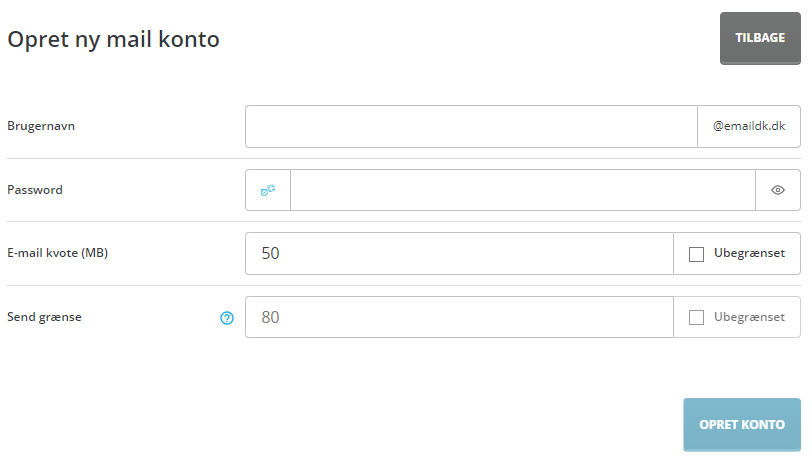 Opret ny mail konto
TILBAGE
Brugernavn
@emaildk.dk
Password
E-mail kvote (MB)
50
Ubegrænset
Send grænse
?
80
Ubegrænset
OPRET KONTO